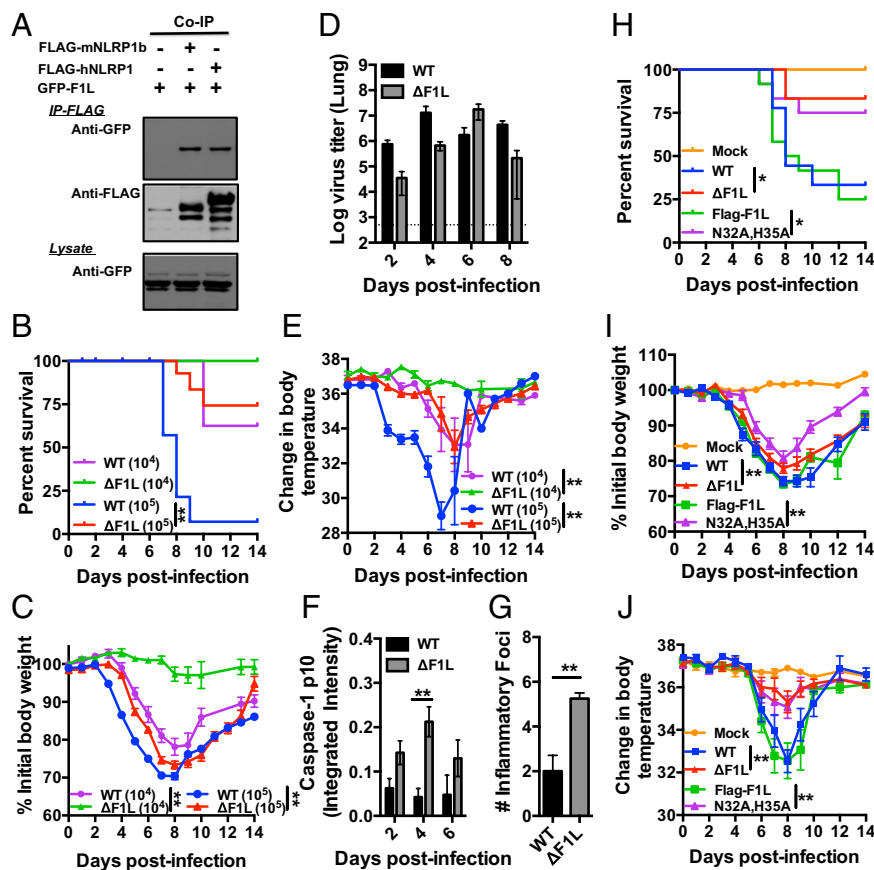 A
Co-IP
FLAG-mNLRP1b - + -
FLAG-hNLRP1 - - +
GFP-F1L + + +
IP-FLAG
Anti-GFP
Anti-FLAG
Lysate
Anti-GFP
B
Percent survival
100
75
50
25
0
WT (10⁴)
ΔF1L (10⁴)
WT (10⁵)
ΔF1L (10⁵)
**
0 2 4 6 8 10 12 14
Days post-infection
C
% Initial body weight
100
90
80
70
60
WT (10⁴)
ΔF1L (10⁴)
**
WT (10⁵)
ΔF1L (10⁵)
**
0 2 4 6 8 10 12 14
Days post-infection
D
Log virus titer (Lung)
9
8
7
6
5
4
3
2
WT
ΔF1L
2 4 6 8
Days post-infection
E
Change in body
temperature
36
34
32
30
28
WT (10⁴)
ΔF1L (10⁴)
**
WT (10⁵)
ΔF1L (10⁵)
**
0 2 4 6 8 10 12 14
Days post-infection
F
Caspase-1 p10
(Integrated Intensity)
0.4
0.3
0.2
0.1
0.0
WT
ΔF1L
**
2 4 6
Days post-infection
G
# Inflammatory Foci
8
6
4
2
0
**
WT
ΔF1L
H
Percent survival
100
75
50
25
0
Mock
WT
ΔF1L
*
Flag-F1L
N32A,H35A
*
0 2 4 6 8 10 12 14
Days post-infection
I
% Initial body weight
110
100
90
80
70
60
Mock
WT
ΔF1L
**
Flag-F1L
N32A,H35A
**
0 2 4 6 8 10 12 14
Days post-infection
J
Change in body
temperature
38
36
34
32
30
Mock
WT
ΔF1L
**
Flag-F1L
N32A,H35A
**
0 2 4 6 8 10 12 14
Days post-infection